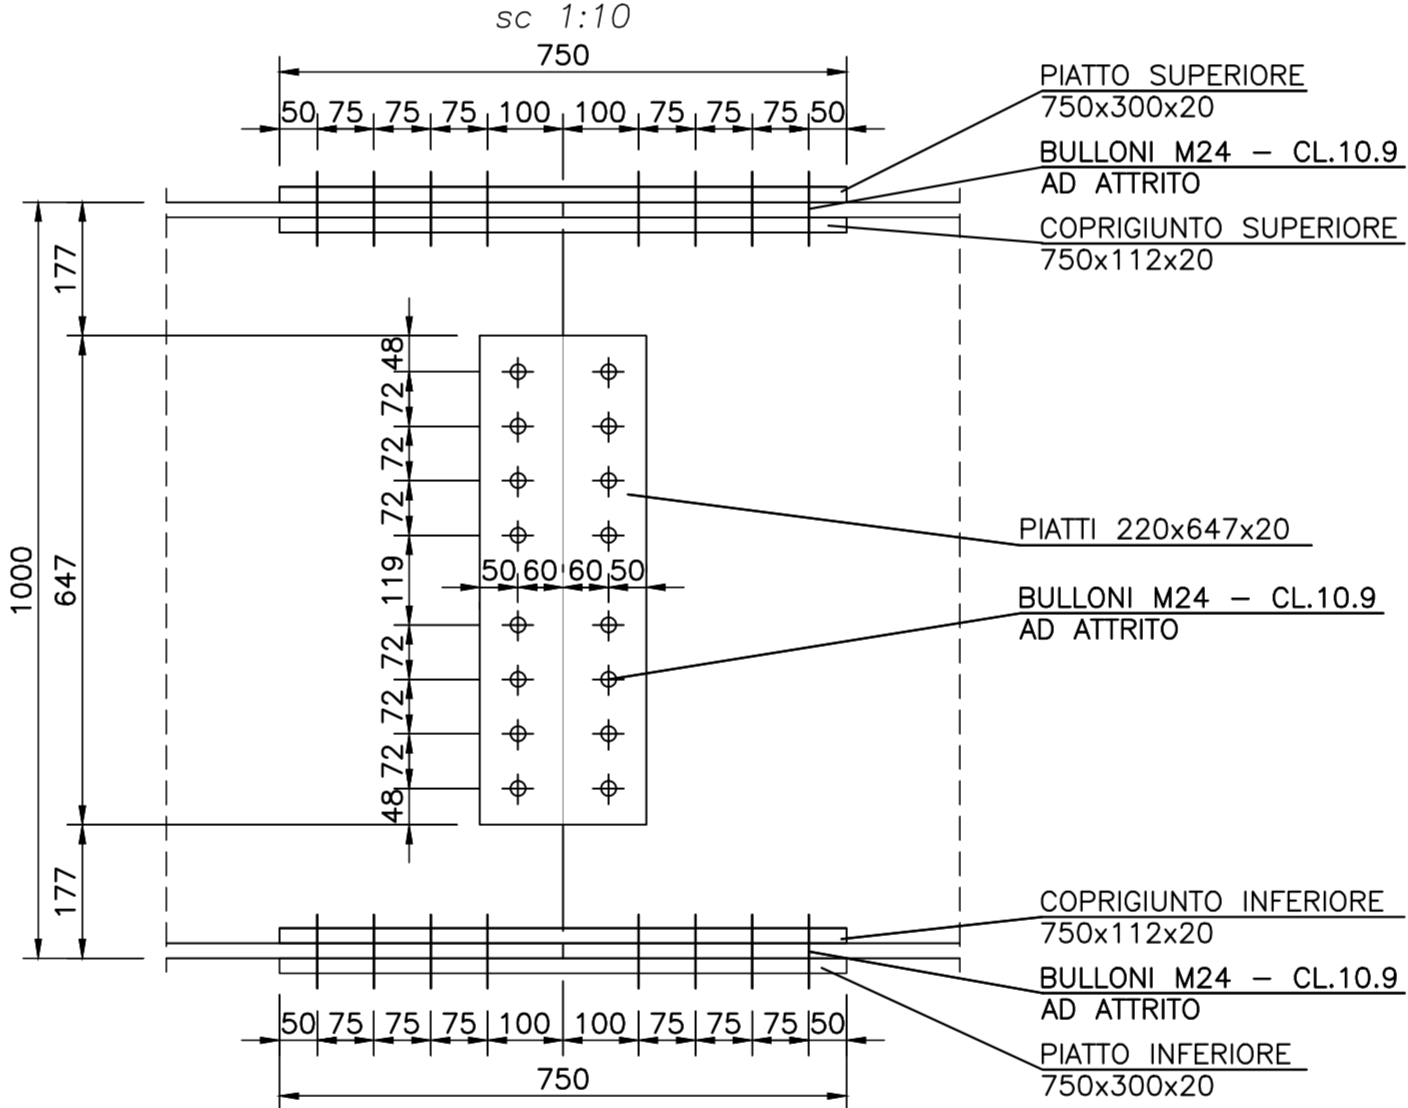 sc 1:10
750
50 75 75 75 100 100 75 75 75 50
PIATTO SUPERIORE
750x300x20
BULLONI M24 – CL.10.9
AD ATTRITO
COPRIGIUNTO SUPERIORE
750x112x20
177
647
177
1000
48
72
72
72
119
72
72
72
48
50 60 60 50
PIATTI 220x647x20
BULLONI M24 – CL.10.9
AD ATTRITO
COPRIGIUNTO INFERIORE
750x112x20
BULLONI M24 – CL.10.9
AD ATTRITO
PIATTO INFERIORE
750x300x20
50 75 75 75 100 100 75 75 75 50
750